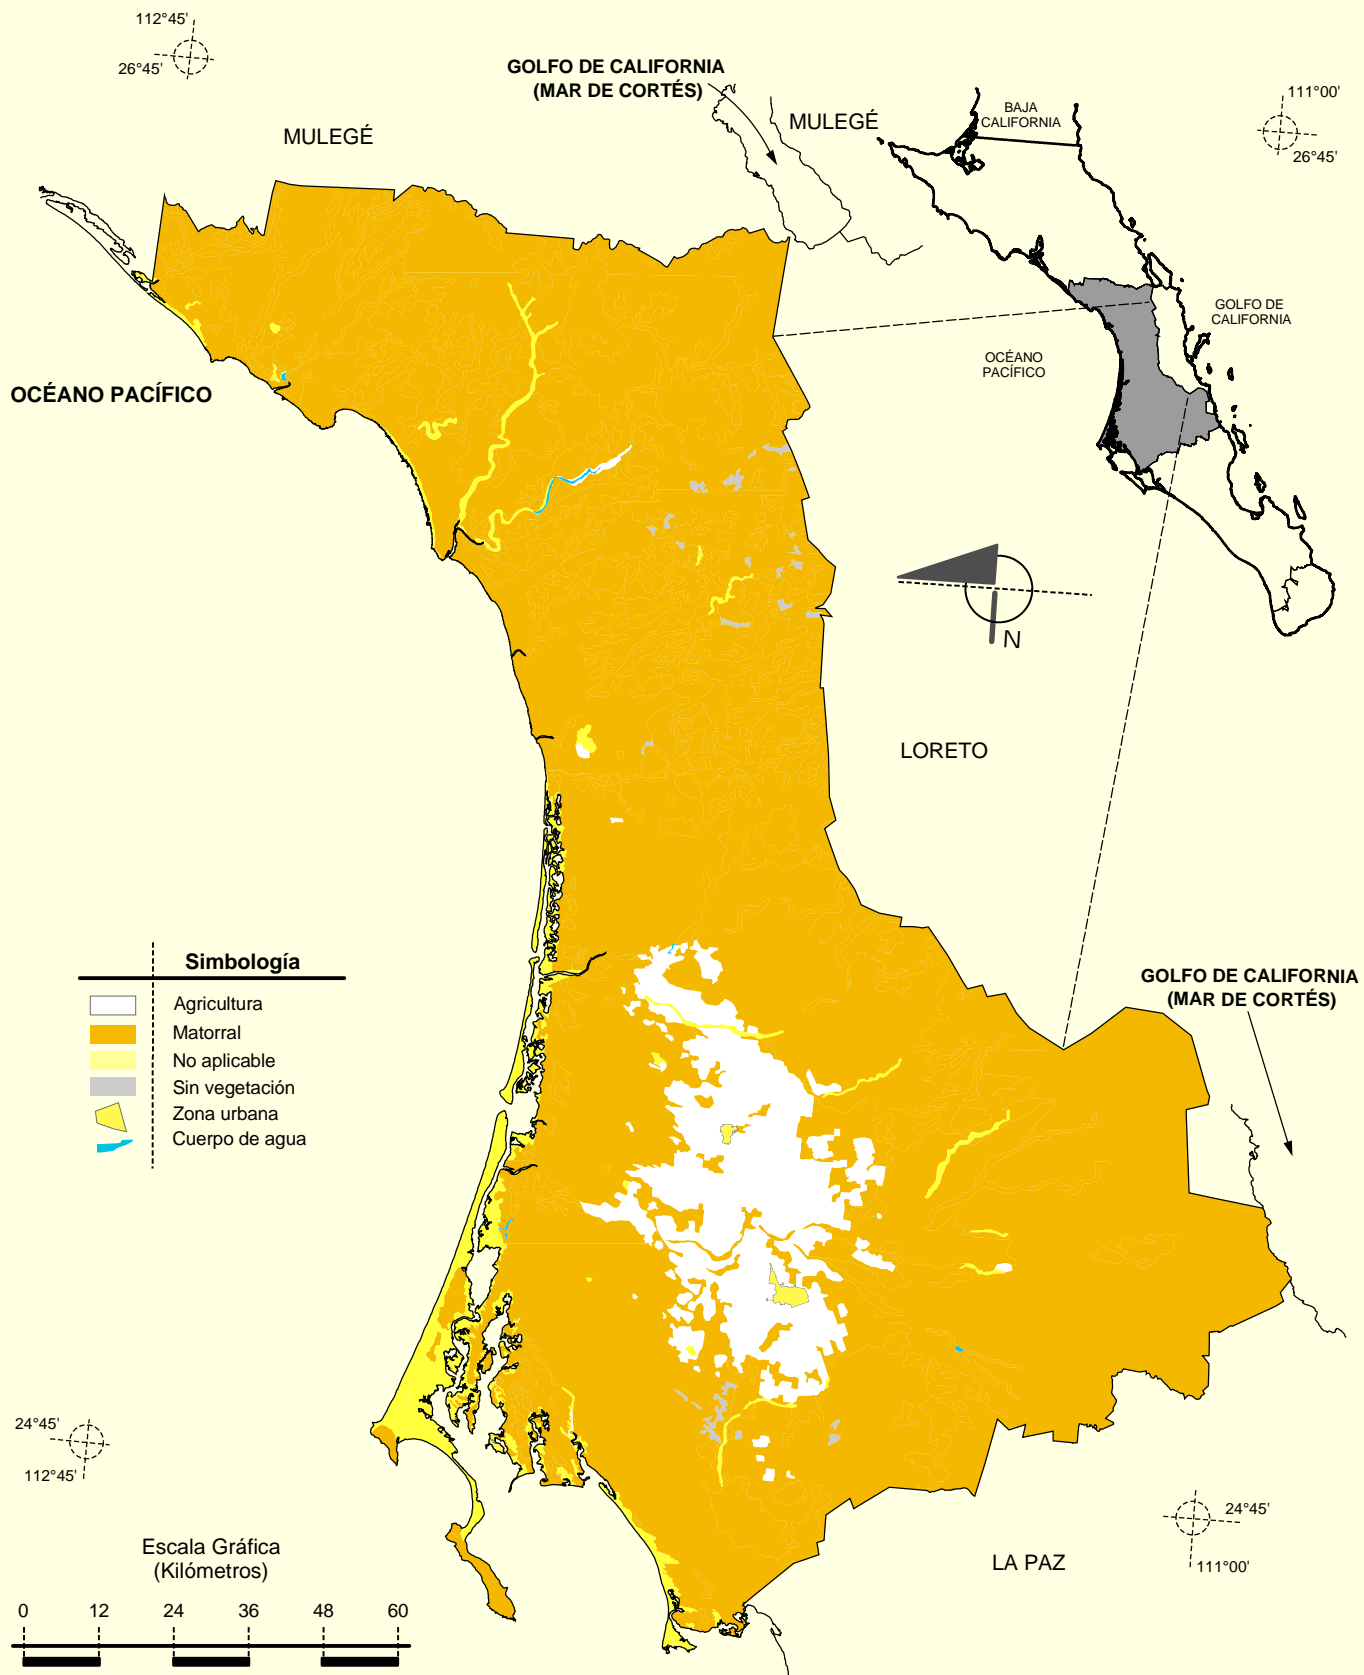 112°45'
26°45'
GOLFO DE CALIFORNIA
(MAR DE CORTÉS)
MULEGÉ
MULEGÉ
BAJA
CALIFORNIA
111°00'
26°45'
GOLFO DE
CALIFORNIA
OCÉANO
PACÍFICO
OCÉANO PACÍFICO
N
LORETO
Simbología
Agricultura
Matorral
No aplicable
Sin vegetación
Zona urbana
Cuerpo de agua
GOLFO DE CALIFORNIA
(MAR DE CORTÉS)
24°45'
112°45'
24°45'
111°00'
LA PAZ
Escala Gráfica
(Kilómetros)
0 12 24 36 48 60